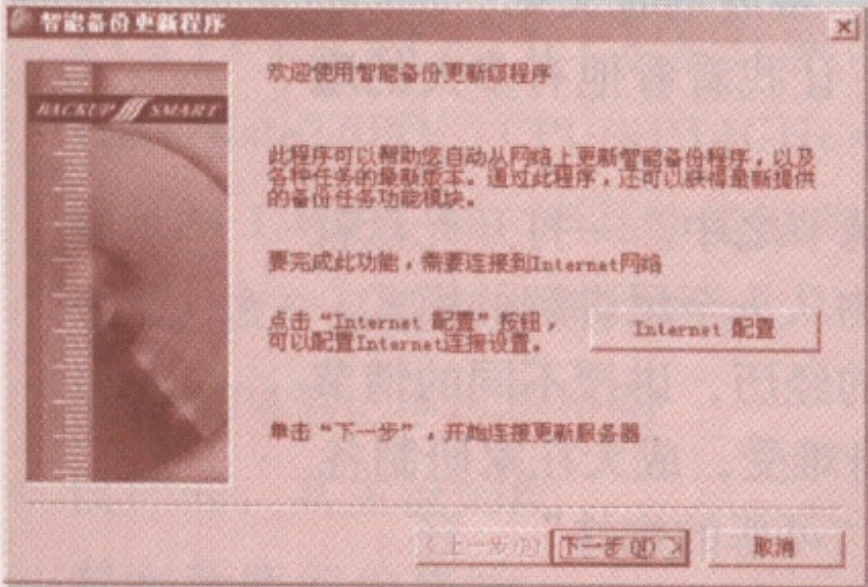 智能备份更新程序
BACKUP SMART
欢迎使用智能备份更新颂程序
此程序可以帮助您自动从网络上更新智能备份程序，以及
各种任务的最新版本。通过此程序，还可以获得最新提供
的备份任务功能模块。
要完成此功能，需要连接到Internet网络
点击“Internet 配置”按钮，
可以配置Internet连接设置。
Internet 配置
单击“下一步”，开始连接更新服务器
<上一步(B) 下一步(N) > 取消